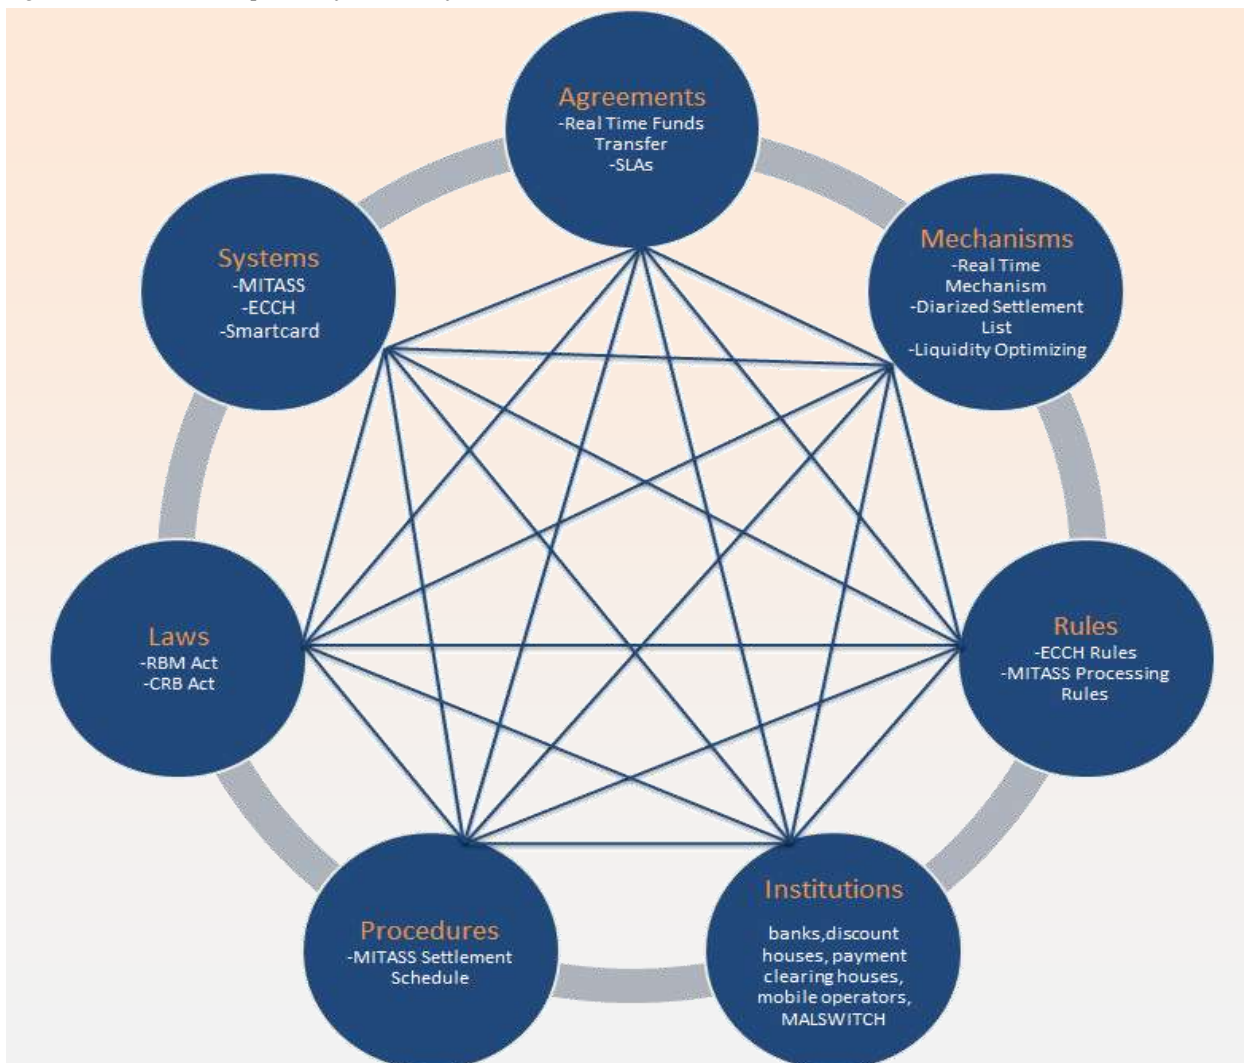 Agreements
-Real Time Funds
Transfer
-SLAs
Mechanisms
-Real Time
Mechanism
-Diarized Settlement
List
-Liquidity Optimizing
Systems
-MITASS
-ECCH
-Smartcard
Rules
-ECCH Rules
-MITASS Processing
Rules
Laws
-RBM Act
-CRB Act
Institutions
banks,discount
houses, payment
clearing houses,
mobile operators,
MALSWITCH
Procedures
-MITASS Settlement
Schedule